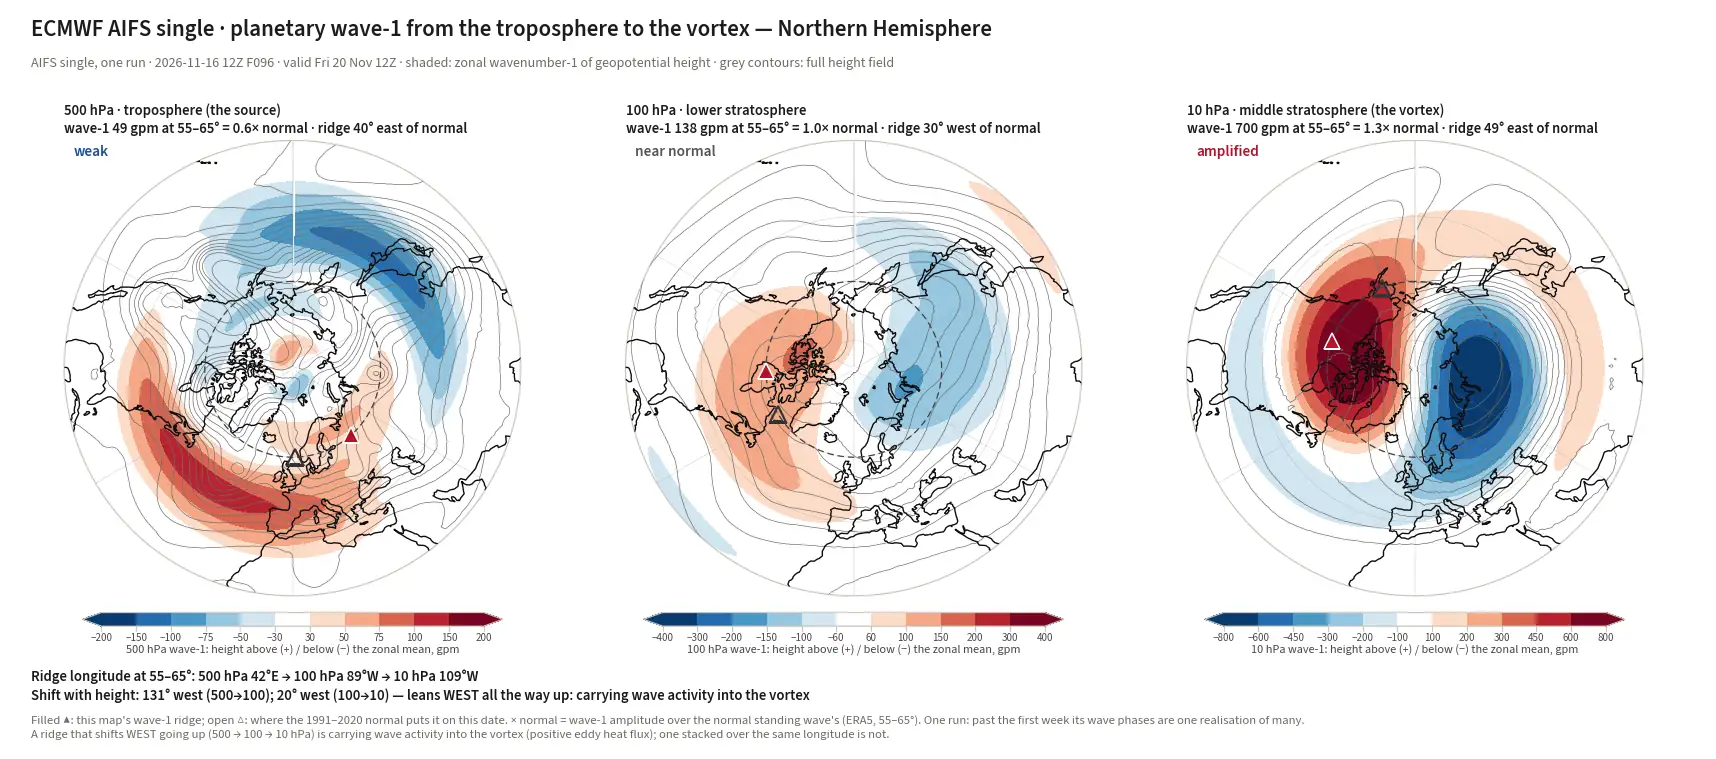 ECMWF AIFS single · planetary wave-1 from the troposphere to the vortex — Northern Hemisphere
AIFS single, one run · 2026-11-16 12Z F096 · valid Fri 20 Nov 12Z · shaded: zonal wavenumber-1 of geopotential height · grey contours: full height field
500 hPa · troposphere (the source)
wave-1 49 gpm at 55–65° = 0.6× normal · ridge 40° east of normal
weak
100 hPa · lower stratosphere
wave-1 138 gpm at 55–65° = 1.0× normal · ridge 30° west of normal
near normal
10 hPa · middle stratosphere (the vortex)
wave-1 700 gpm at 55–65° = 1.3× normal · ridge 49° east of normal
amplified
−200 −150 −100 −75 −50 −30 30 50 75 100 150 200
500 hPa wave-1: height above (+) / below (−) the zonal mean, gpm
−400 −300 −200 −150 −100 −60 60 100 150 200 300 400
100 hPa wave-1: height above (+) / below (−) the zonal mean, gpm
−800 −600 −450 −300 −200 −100 100 200 300 450 600 800
10 hPa wave-1: height above (+) / below (−) the zonal mean, gpm
Ridge longitude at 55–65°: 500 hPa 42°E → 100 hPa 89°W → 10 hPa 109°W
Shift with height: 131° west (500→100); 20° west (100→10) — leans WEST all the way up: carrying wave activity into the vortex
Filled ▲: this map's wave-1 ridge; open △: where the 1991–2020 normal puts it on this date. × normal = wave-1 amplitude over the normal standing wave's (ERA5, 55–65°). One run: past the first week its wave phases are one realisation of many.
A ridge that shifts WEST going up (500 → 100 → 10 hPa) is carrying wave activity into the vortex (positive eddy heat flux); one stacked over the same longitude is not.